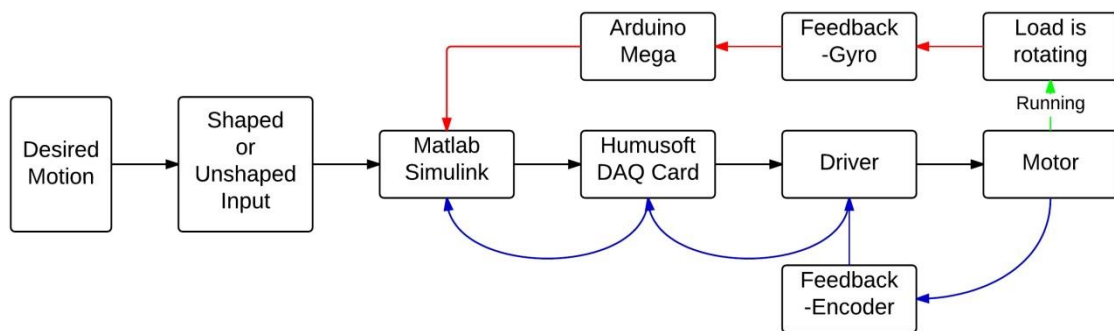 Desired
Motion
Shaped
or
Unshaped
Input
Matlab
Simulink
Humusoft
DAQ Card
Driver
Motor
Running
Load is
rotating
Feedback
-Gyro
Arduino
Mega
Feedback
-Encoder